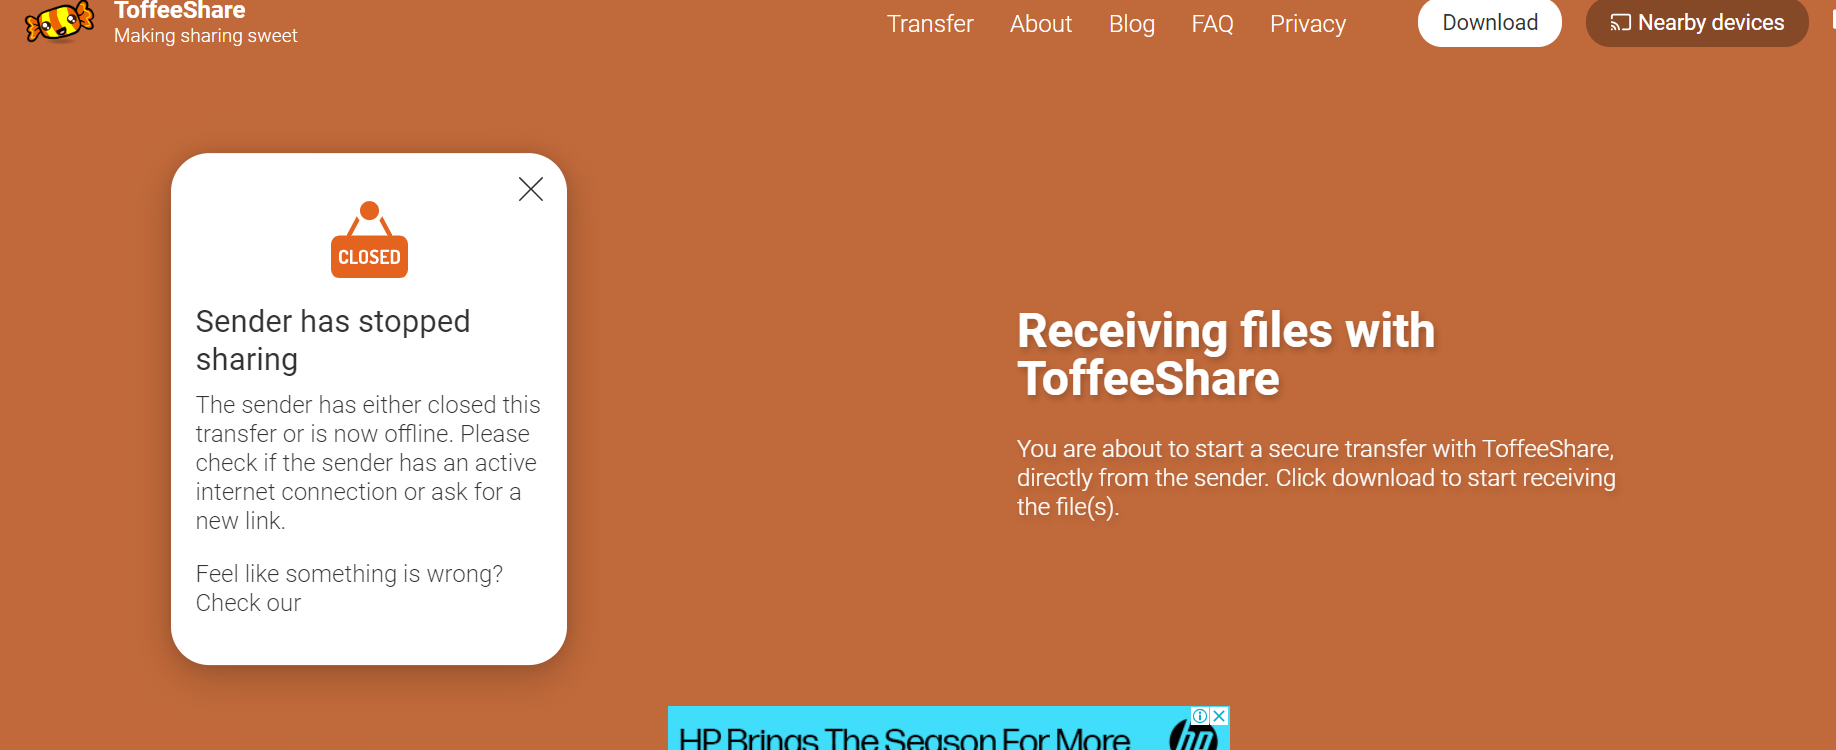 ToffeeShare
Making sharing sweet
Transfer About Blog FAQ Privacy Download Nearby devices
CLOSED
Sender has stopped
sharing
The sender has either closed this
transfer or is now offline. Please
check if the sender has an active
internet connection or ask for a
new link.
Feel like something is wrong?
Check our
Receiving files with
ToffeeShare
You are about to start a secure transfer with ToffeeShare,
directly from the sender. Click download to start receiving
the file(s).
HP Brings The Season For More
hp